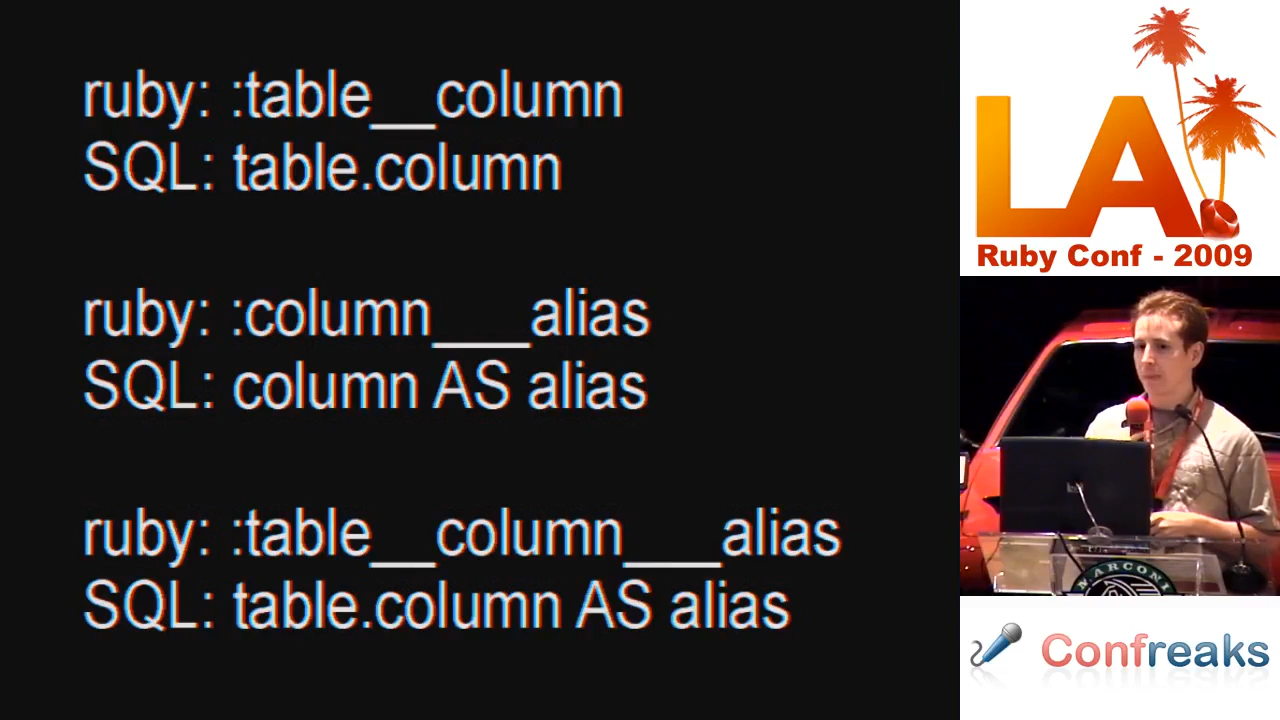 ruby: :table__column
SQL: table.column
ruby: :column___alias
SQL: column AS alias
ruby: :table__column___alias
SQL: table.column AS alias
LA
Ruby Conf - 2009
MARCONI
Confreaks